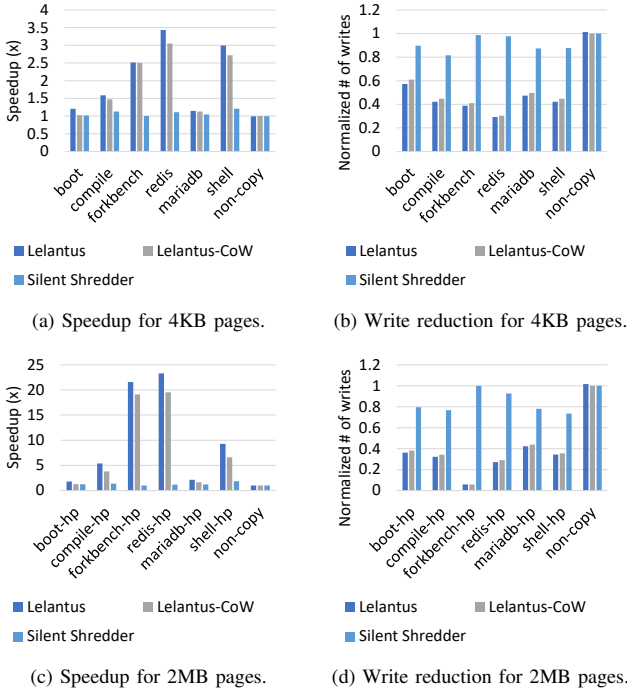 Speedup (x)
4
3.5
3
2.5
2
1.5
1
0.5
0
boot
compile
forkbench
redis
mariadb
shell
non-copy
Lelantus
Lelantus-CoW
Silent Shredder
(a) Speedup for 4KB pages.
Normalized # of writes
1.2
1
0.8
0.6
0.4
0.2
0
boot
compile
forkbench
redis
mariadb
shell
non-copy
Lelantus
Lelantus-CoW
Silent Shredder
(b) Write reduction for 4KB pages.
Speedup (x)
25
20
15
10
5
0
boot-hp
compile-hp
forkbench-hp
redis-hp
mariadb-hp
shell-hp
non-copy
Lelantus
Lelantus-CoW
Silent Shredder
(c) Speedup for 2MB pages.
Normalized # of writes
1.2
1
0.8
0.6
0.4
0.2
0
boot-hp
compile-hp
forkbench-hp
redis-hp
mariadb-hp
shell-hp
non-copy
Lelantus
Lelantus-CoW
Silent Shredder
(d) Write reduction for 2MB pages.